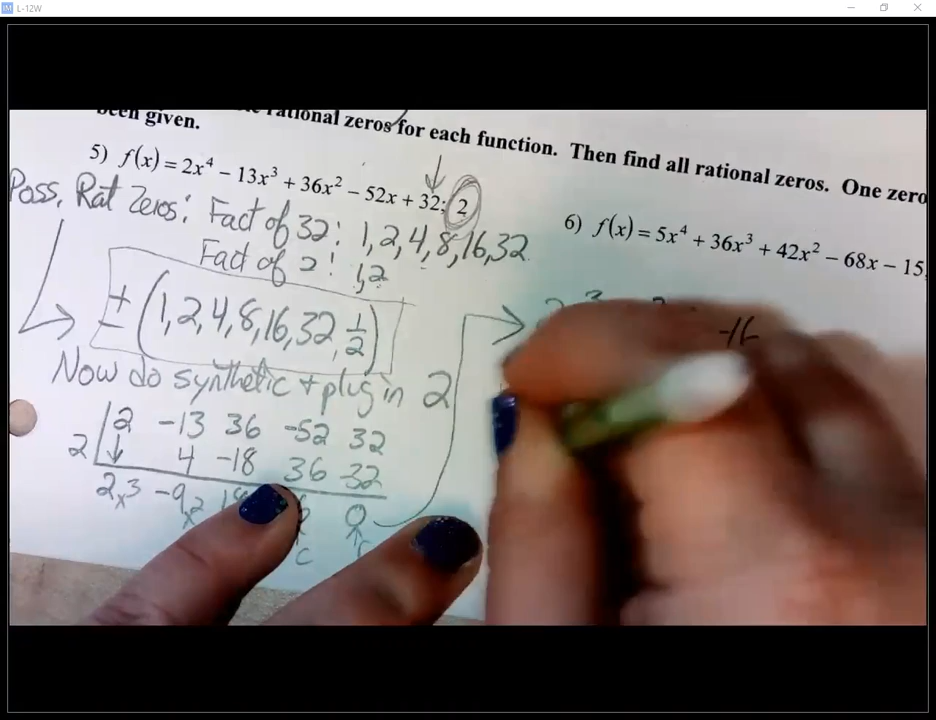 L-12W
been given.
rational zeros for each function. Then find all rational zeros. One zero
5) f(x) = 2x⁴ − 13x³ + 36x² − 52x + 32; 2
Poss. Rat Zeros: Fact of 32: 1,2,4,8,16,32
Fact of 2: 1,2
± (1,2,4,8,16,32,1/2)
Now do synthetic + plug in 2
2 -13 36 -52 32
2 4 -18 36 32
2x³ -9x² 18 0
C
6) f(x) = 5x⁴ + 36x³ + 42x² − 68x − 15,
-16